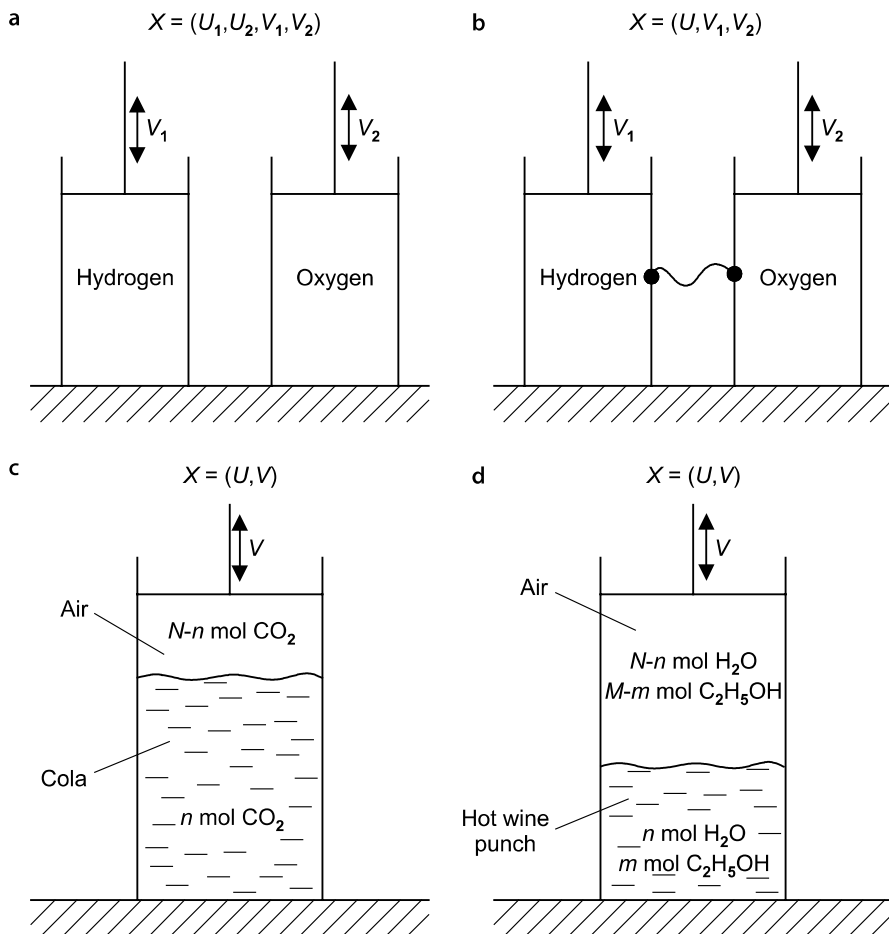 a
X = (U₁,U₂,V₁,V₂)
V₁
V₂
Hydrogen
Oxygen
b
X = (U,V₁,V₂)
V₁
V₂
Hydrogen
Oxygen
c
X = (U,V)
V
Air
N-n mol CO₂
Cola
n mol CO₂
d
X = (U,V)
V
Air
N-n mol H₂O
M-m mol C₂H₅OH
Hot wine
punch
n mol H₂O
m mol C₂H₅OH